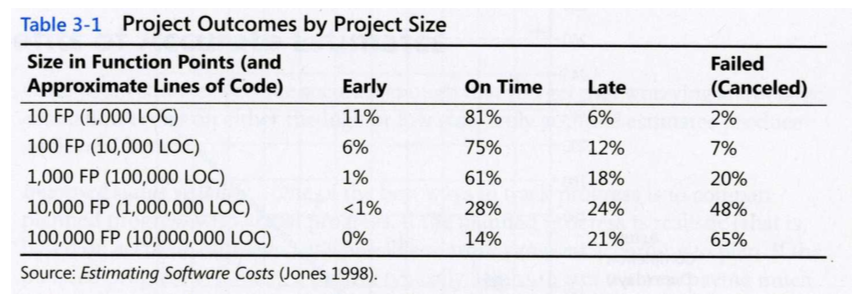 Table 3-1 Project Outcomes by Project Size
Size in Function Points (and Approximate Lines of Code) Early On Time Late Failed (Canceled)
10 FP (1,000 LOC) 11% 81% 6% 2%
100 FP (10,000 LOC) 6% 75% 12% 7%
1,000 FP (100,000 LOC) 1% 61% 18% 20%
10,000 FP (1,000,000 LOC) <1% 28% 24% 48%
100,000 FP (10,000,000 LOC) 0% 14% 21% 65%
Source: Estimating Software Costs (Jones 1998).